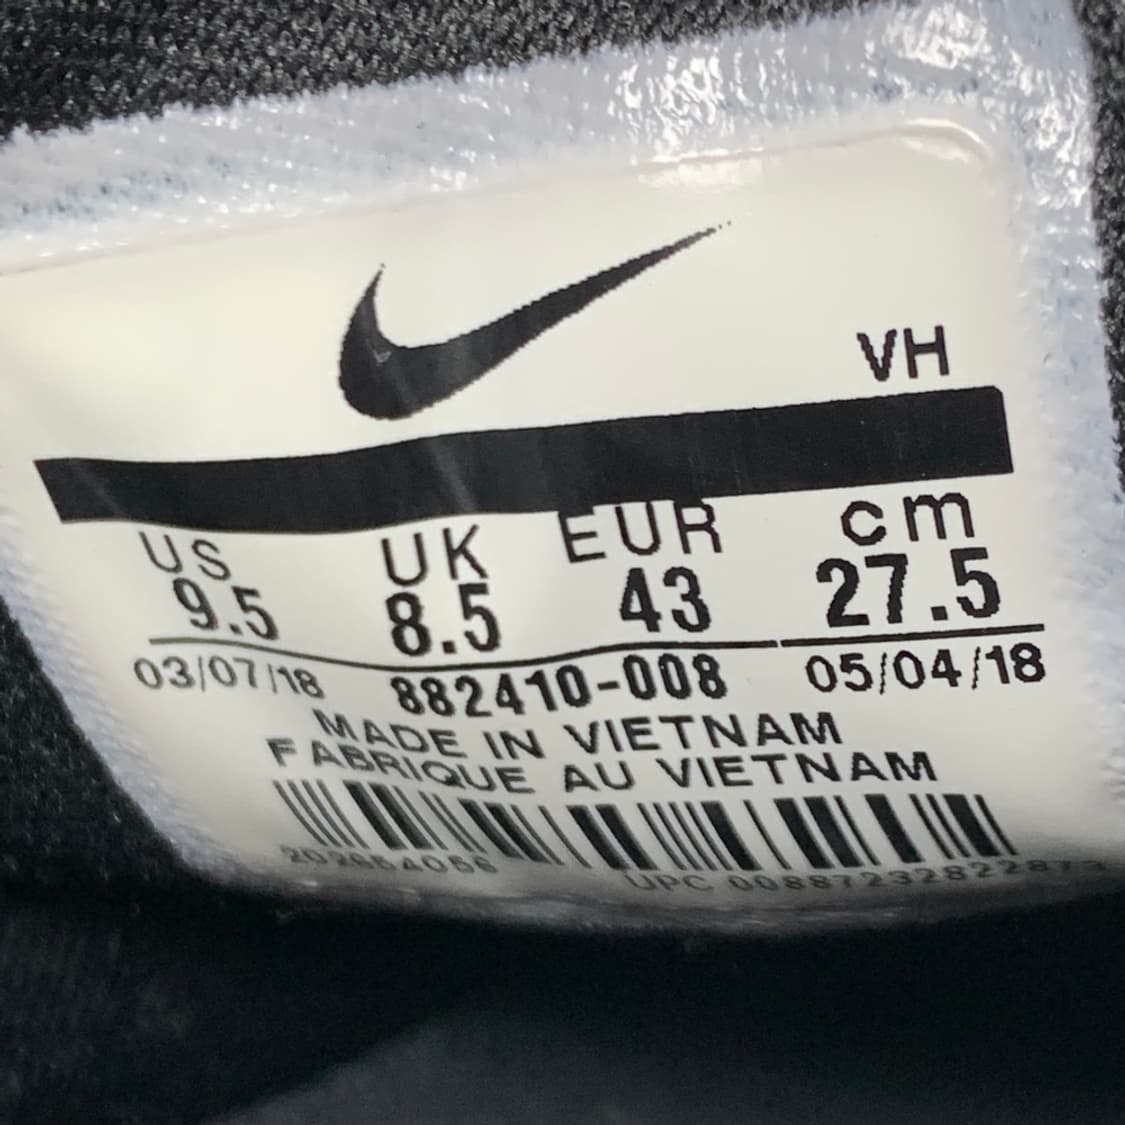 VH
US UK EUR cm
9.5 8.5 43 27.5
03/07/18 882410-008 05/04/18
MADE IN VIETNAM
FABRIQUE AU VIETNAM
UPC